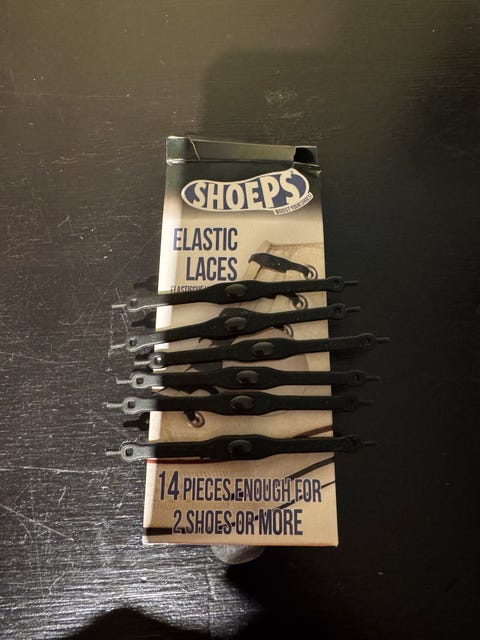 SHOEPS
ELASTIC
LACES
14 PIECES ENOUGH FOR
2 SHOES OR MORE